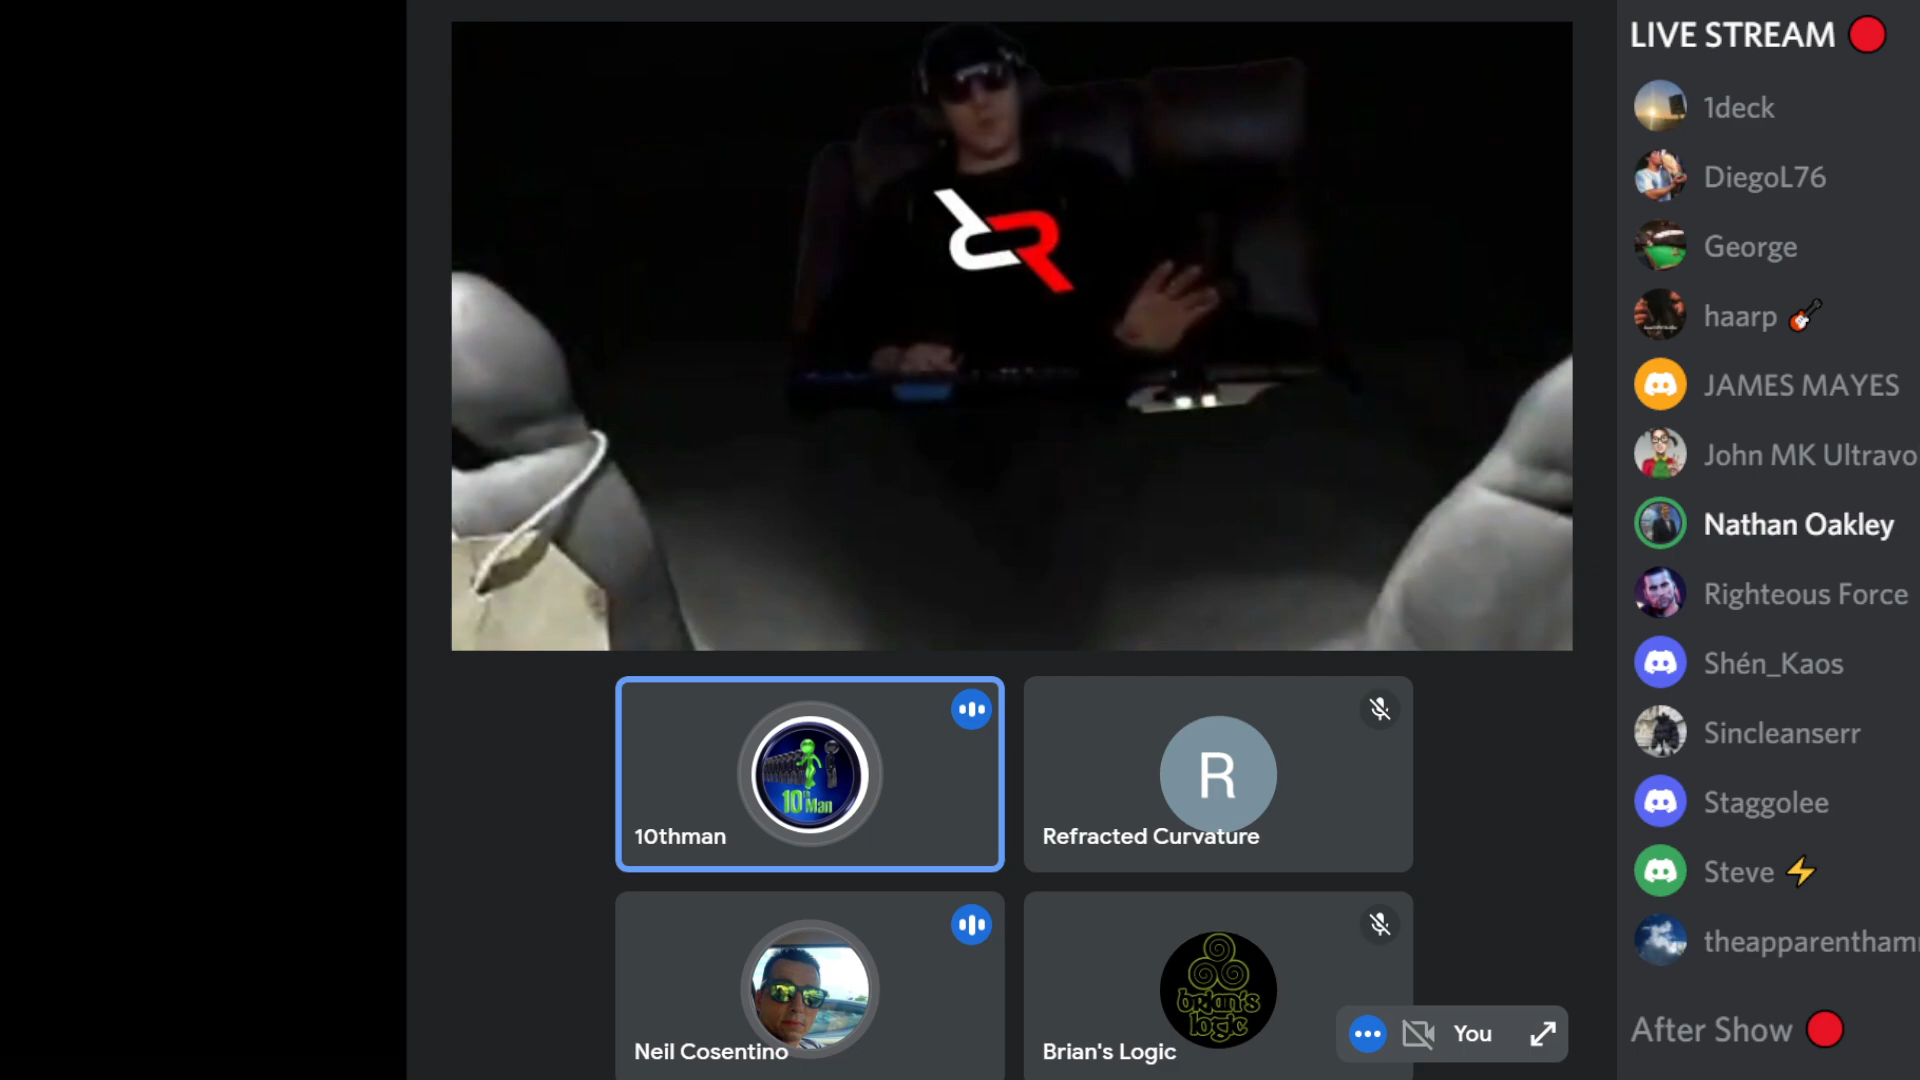 LIVE STREAM
1deck
DiegoL76
George
haarp
JAMES MAYES
John MK Ultravo
Nathan Oakley
Righteous Force
Shén_Kaos
Sincleanserr
Staggolee
Steve
theapparentham
After Show
R
10th Man
10thman
R
Refracted Curvature
Neil Cosentino
brian's
logic
Brian's Logic
You